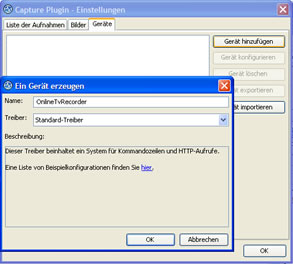 Capture Plugin - Einstellungen
Liste der Aufnahmen Bilder Geräte
Gerät hinzufügen
Gerät konfigurieren
Gerät löschen
exportieren
importieren
Ein Gerät erzeugen
Name: OnlineTvRecorder
Treiber: Standard-Treiber
Beschreibung:
Dieser Treiber beinhaltet ein System für Kommandozeilen und HTTP-Aufrufe.
Eine Liste von Beispielkonfigurationen finden Sie hier.
OK Abbrechen
OK